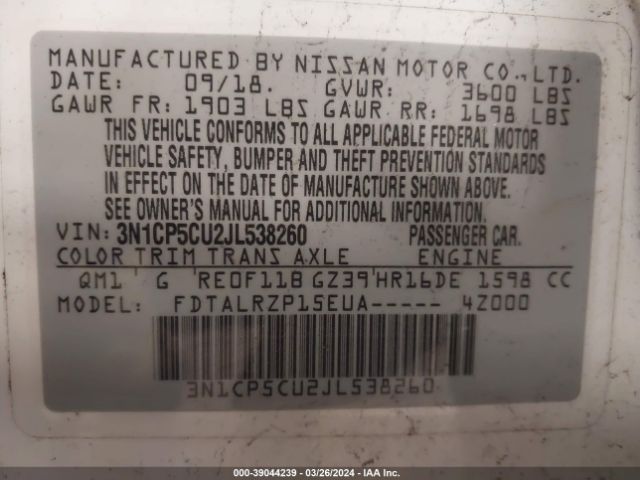 MANUFACTURED BY NISSAN MOTOR CO., LTD.
DATE: 09/18. GVWR: 3600 LBS
GAWR FR: 1903 LBS GAWR RR: 1698 LBS
THIS VEHICLE CONFORMS TO ALL APPLICABLE FEDERAL MOTOR
VEHICLE SAFETY, BUMPER AND THEFT PREVENTION STANDARDS
IN EFFECT ON THE DATE OF MANUFACTURE SHOWN ABOVE.
SEE OWNER'S MANUAL FOR ADDITIONAL INFORMATION.
VIN: 3N1CP5CU2JL538260 PASSENGER CAR.
COLOR TRIM TRANS AXLE ENGINE
QM1 G RE0F11B GZ39 HR16DE 1598 CC
FDTALRZP15EUA----- 4Z000
3N1CP5CU2JL538260
000-39044239 - 03/26/2024 - IAA Inc.